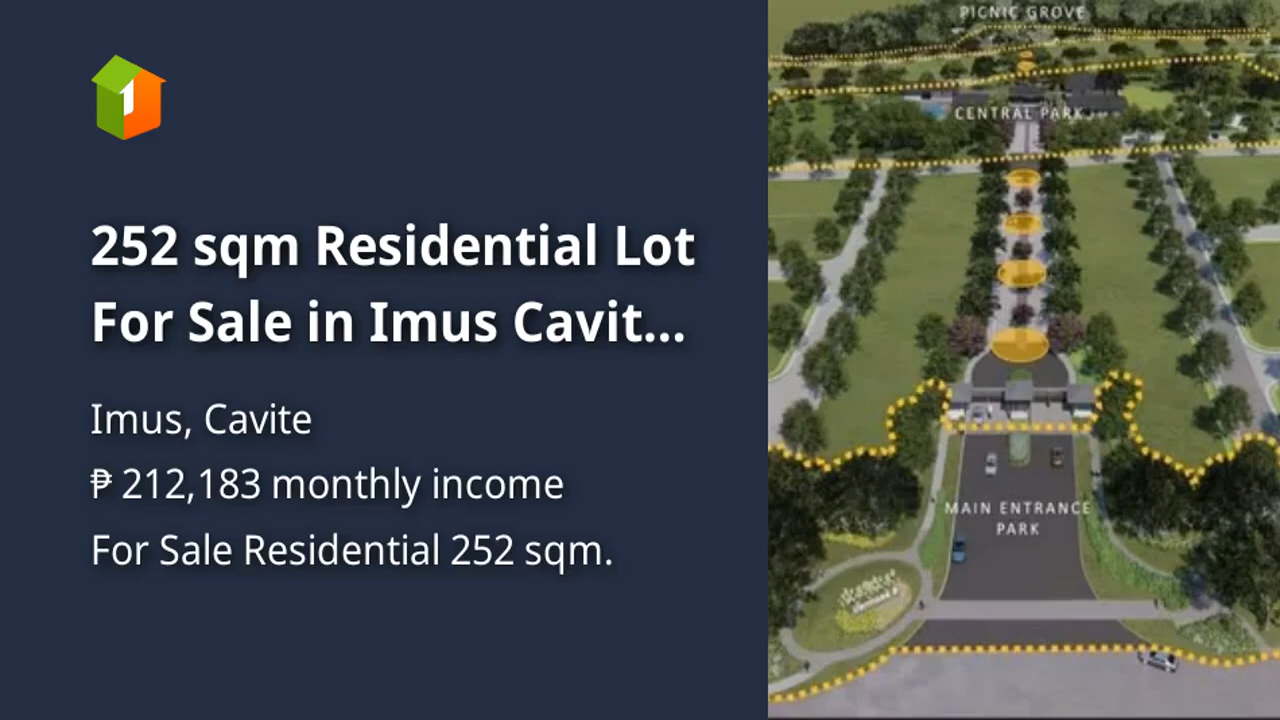 252 sqm Residential Lot
For Sale in Imus Cavit...
Imus, Cavite
₱ 212,183 monthly income
For Sale Residential 252 sqm.
PICNIC GROVE
CENTRAL PARK
MAIN ENTRANCE
PARK